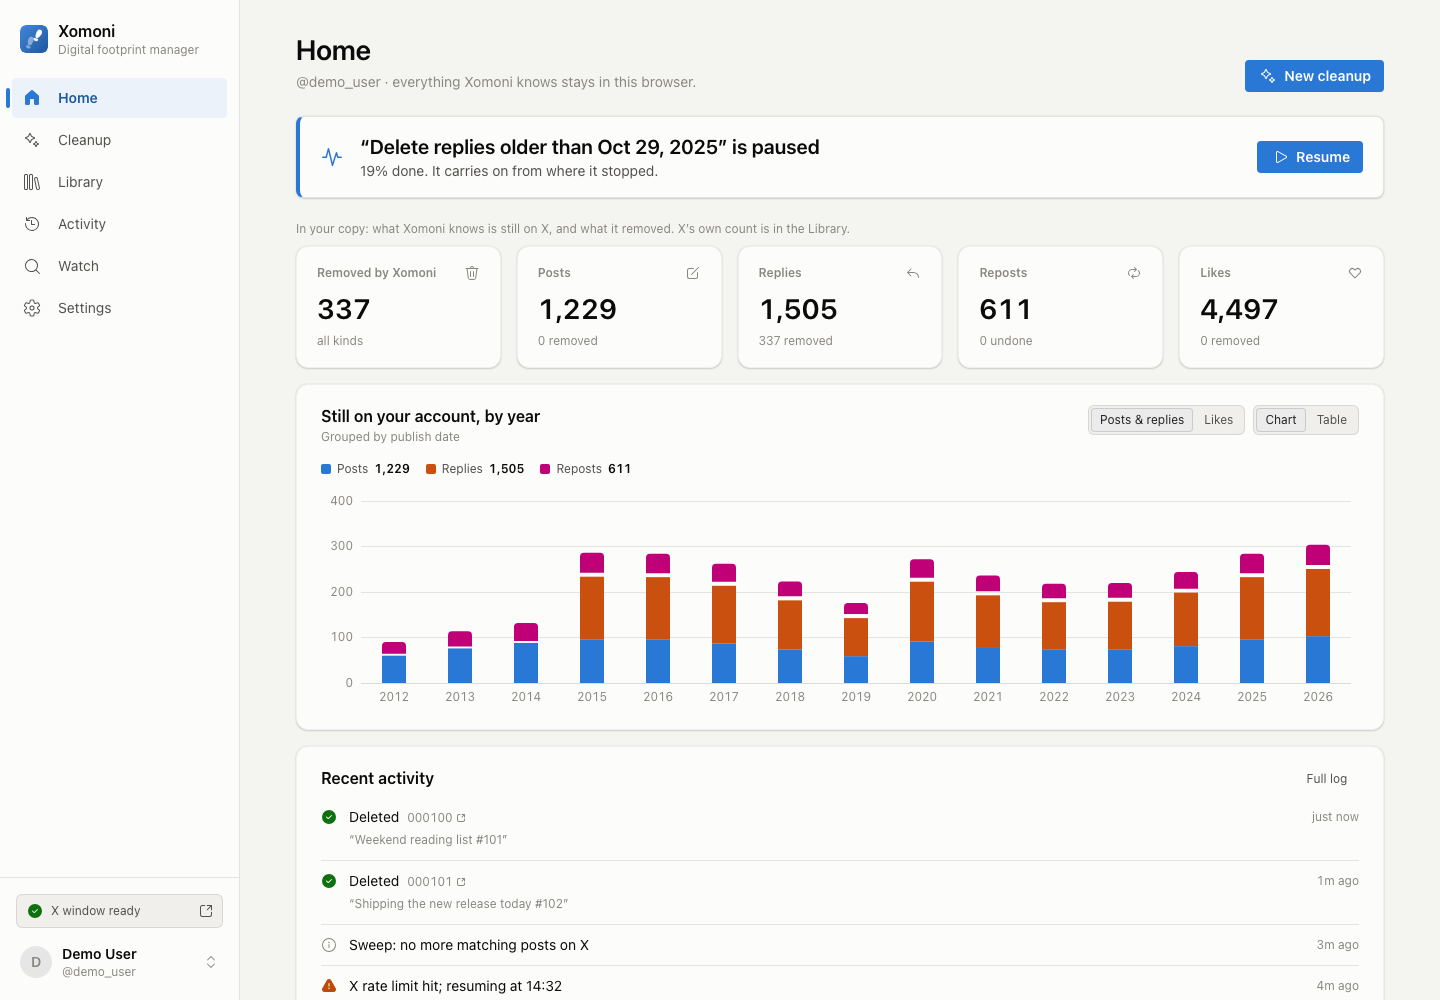 Xomoni
Digital footprint manager
Home
Cleanup
Library
Activity
Watch
Settings
X window ready
D
Demo User
@demo_user
Home
@demo_user · everything Xomoni knows stays in this browser.
New cleanup
“Delete replies older than Oct 29, 2025” is paused
19% done. It carries on from where it stopped.
Resume
In your copy: what Xomoni knows is still on X, and what it removed. X’s own count is in the Library.
Removed by Xomoni
337
all kinds
Posts
1,229
0 removed
Replies
1,505
337 removed
Reposts
611
0 undone
Likes
4,497
0 removed
Still on your account, by year
Grouped by publish date
Posts & replies Likes
Chart Table
Posts 1,229 Replies 1,505 Reposts 611
400
300
200
100
0
2012 2013 2014 2015 2016 2017 2018 2019 2020 2021 2022 2023 2024 2025 2026
Recent activity
Full log
Deleted 000100
just now
“Weekend reading list #101”
Deleted 000101
1m ago
“Shipping the new release today #102”
Sweep: no more matching posts on X
3m ago
X rate limit hit; resuming at 14:32
4m ago